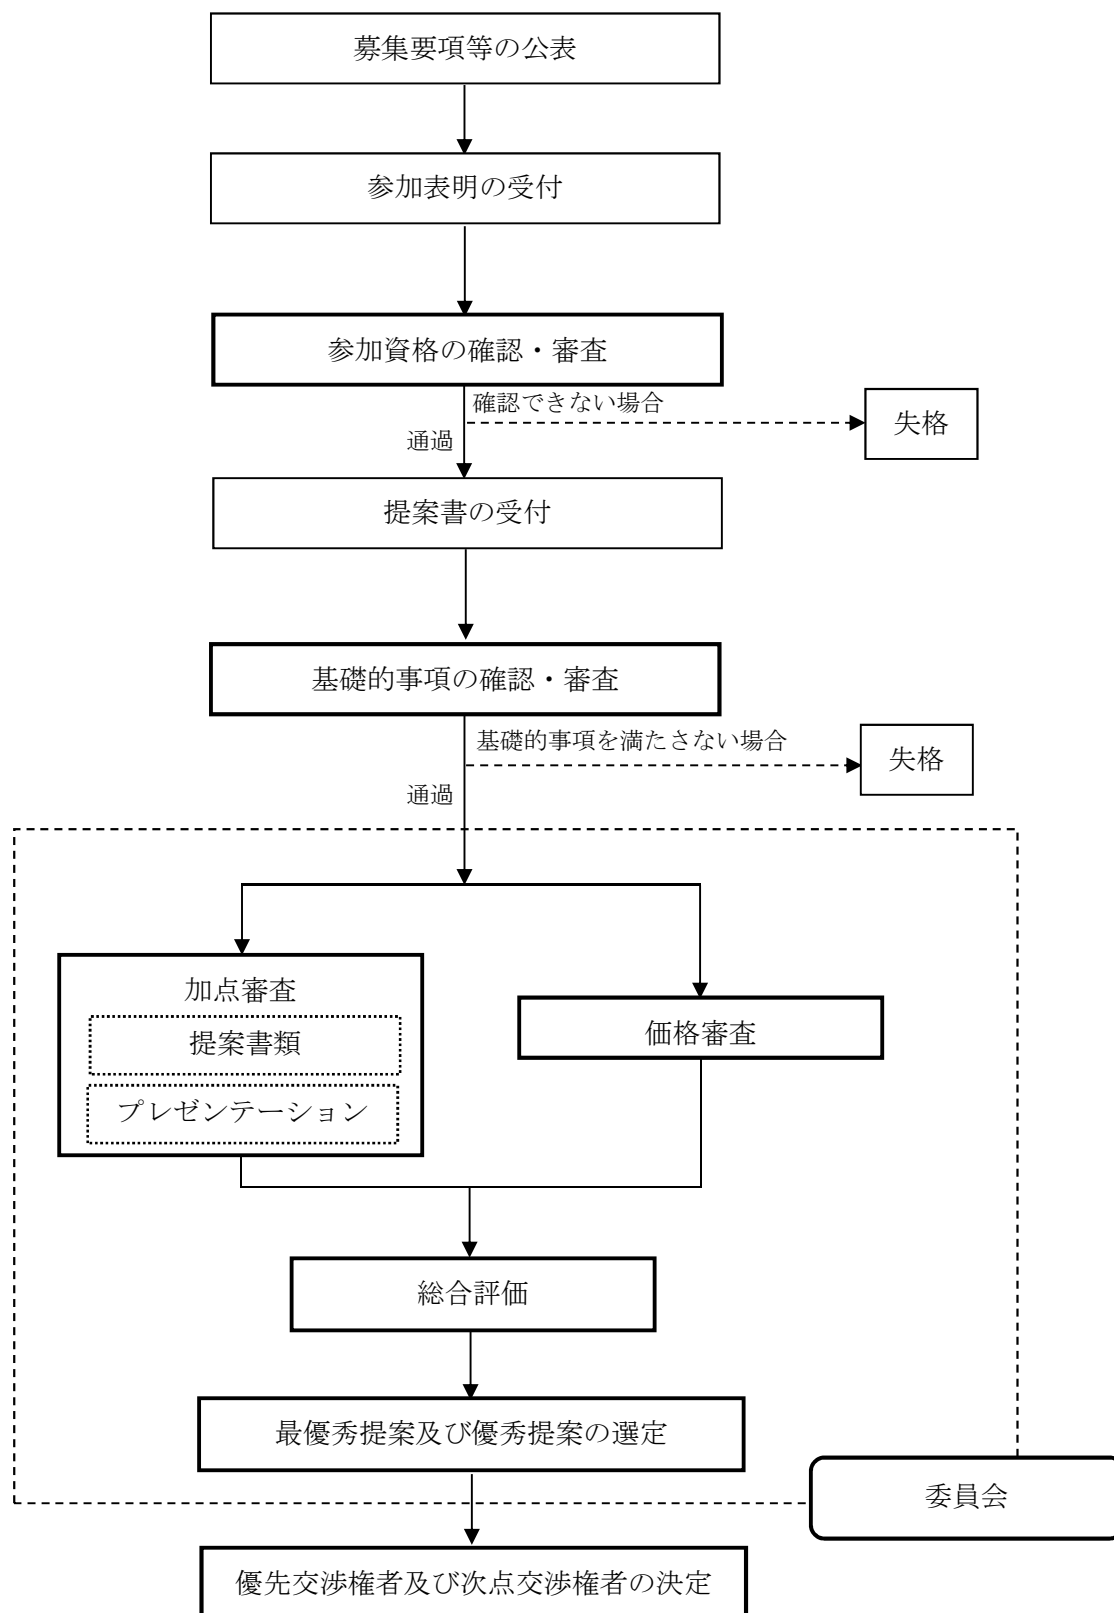 募集要項等の公表
参加表明の受付
参加資格の確認・審査
確認できない場合
失格
通過
提案書の受付
基礎的事項の確認・審査
基礎的事項を満たさない場合
失格
通過
加点審査
提案書類
プレゼンテーション
価格審査
総合評価
最優秀提案及び優秀提案の選定
委員会
優先交渉権者及び次点交渉権者の決定